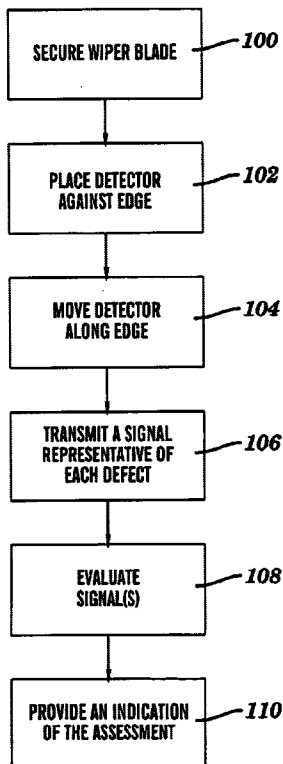 SECURE WIPER BLADE
100
PLACE DETECTOR
AGAINST EDGE
102
MOVE DETECTOR
ALONG EDGE
104
TRANSMIT A SIGNAL
REPRESENTATIVE OF
EACH DEFECT
106
EVALUATE
SIGNAL(S)
108
PROVIDE AN INDICATION
OF THE ASSESSMENT
110